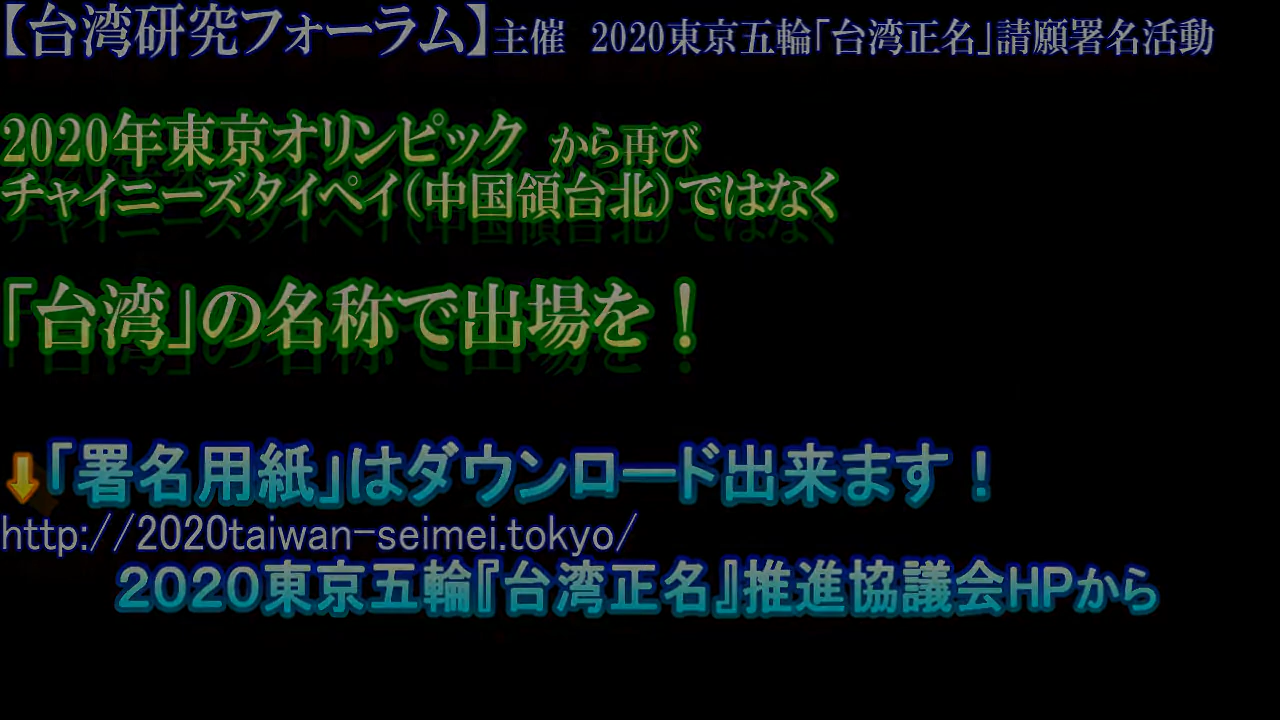 【台湾研究フォーラム】主催 2020東京五輪「台湾正名」請願署名活動
2020年東京オリンピック から再び
チャイニーズタイペイ(中国領台北)ではなく
「台湾」の名称で出場を!
⬇「署名用紙」はダウンロード出来ます!
http://2020taiwan-seimei.tokyo/
2020東京五輪『台湾正名』推進協議会HPから